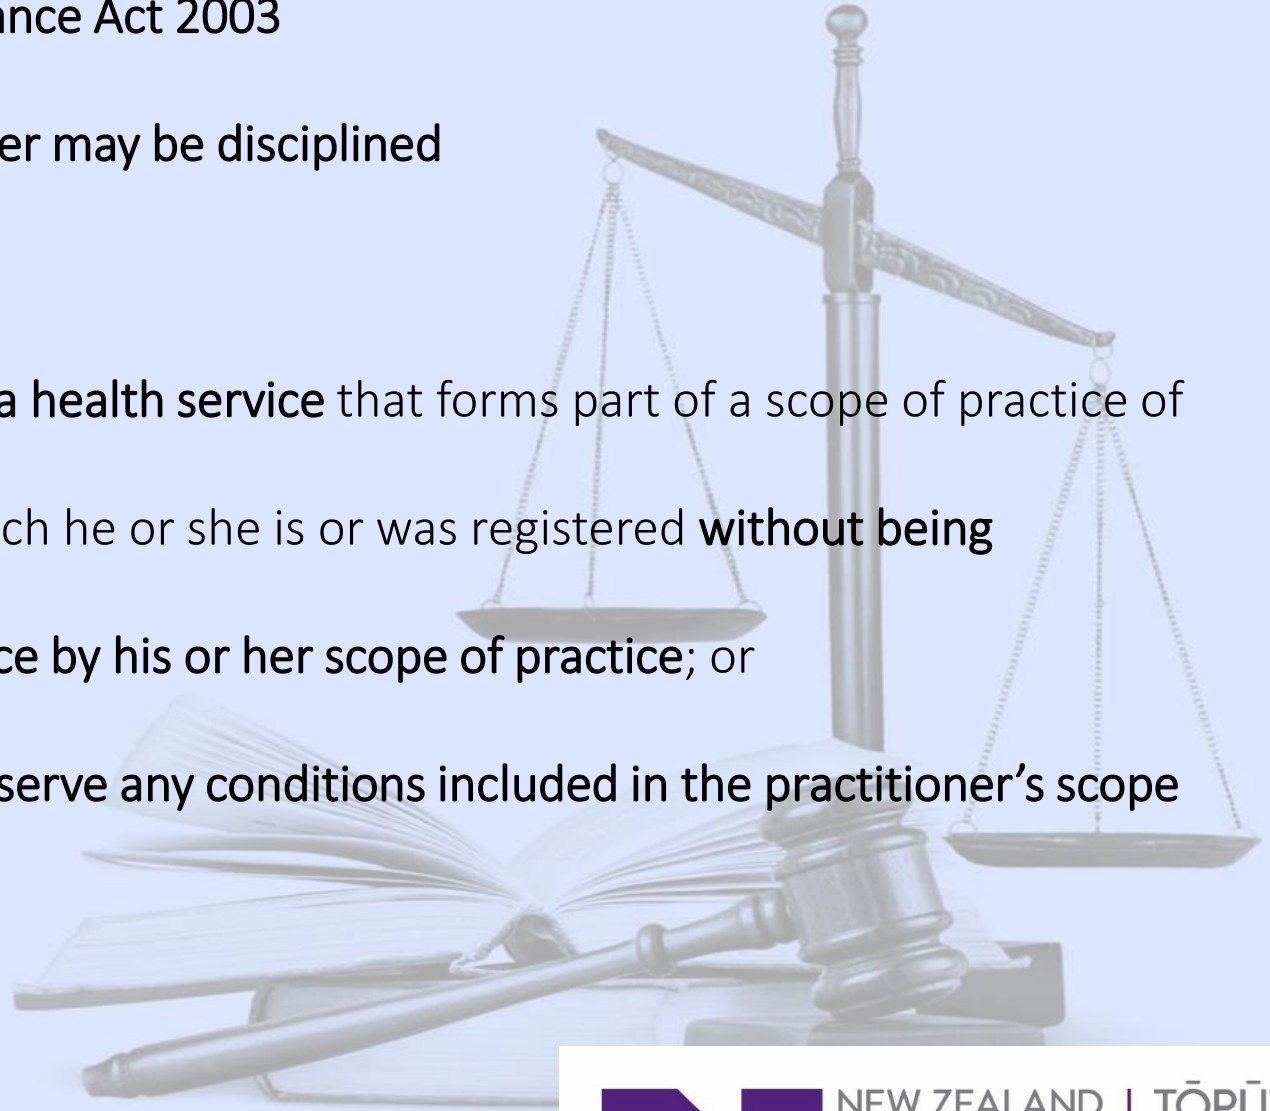 ance Act 2003
er may be disciplined
a health service that forms part of a scope of practice of
ch he or she is or was registered without being
ce by his or her scope of practice; or
serve any conditions included in the practitioner’s scope
NEW ZEALAND | TŌPŪ